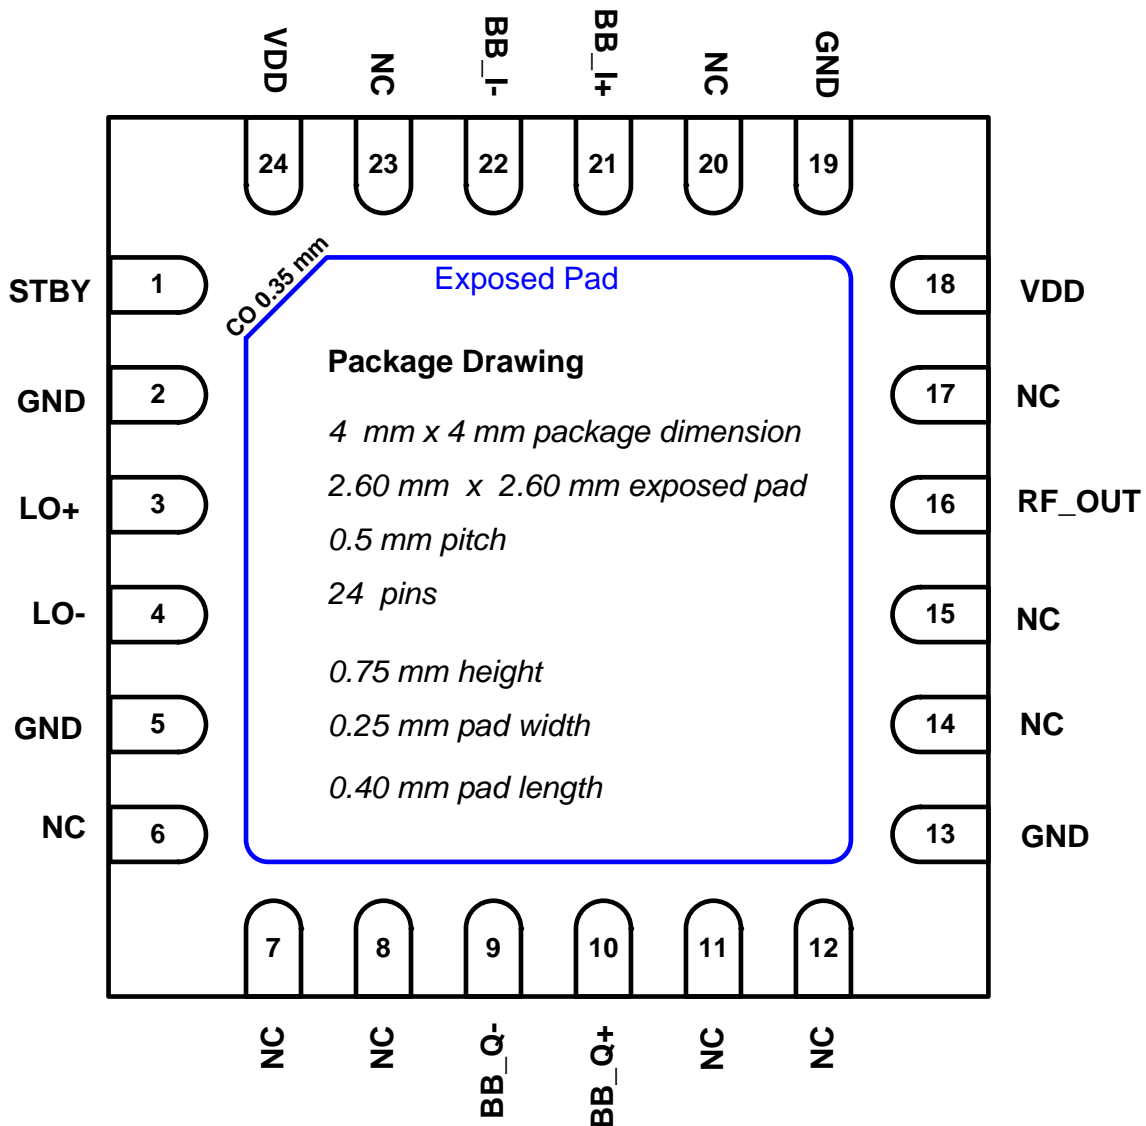 VDD
NC
BB_I-
BB_I+
NC
GND
24
23
22
21
20
19
STBY
1
GND
2
LO+
3
LO-
4
GND
5
NC
6
CO 0.35 mm
Exposed Pad
Package Drawing
4 mm x 4 mm package dimension
2.60 mm x 2.60 mm exposed pad
0.5 mm pitch
24 pins
0.75 mm height
0.25 mm pad width
0.40 mm pad length
18
VDD
17
NC
16
RF_OUT
15
NC
14
NC
13
GND
7
8
9
10
11
12
NC
NC
BB_Q-
BB_Q+
NC
NC